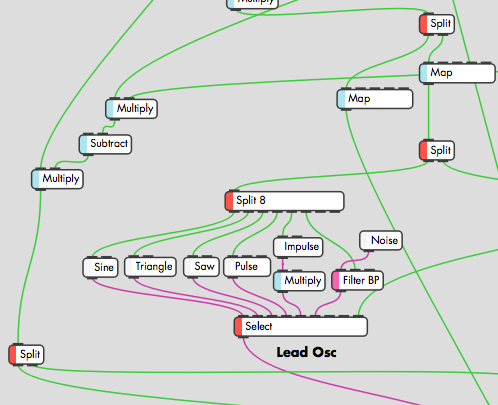 Multiply
Split
Map
Map
Multiply
Subtract
Split
Multiply
Split 8
Impulse
Noise
Sine
Triangle
Saw
Pulse
Multiply
Filter BP
Select
Lead Osc
Split